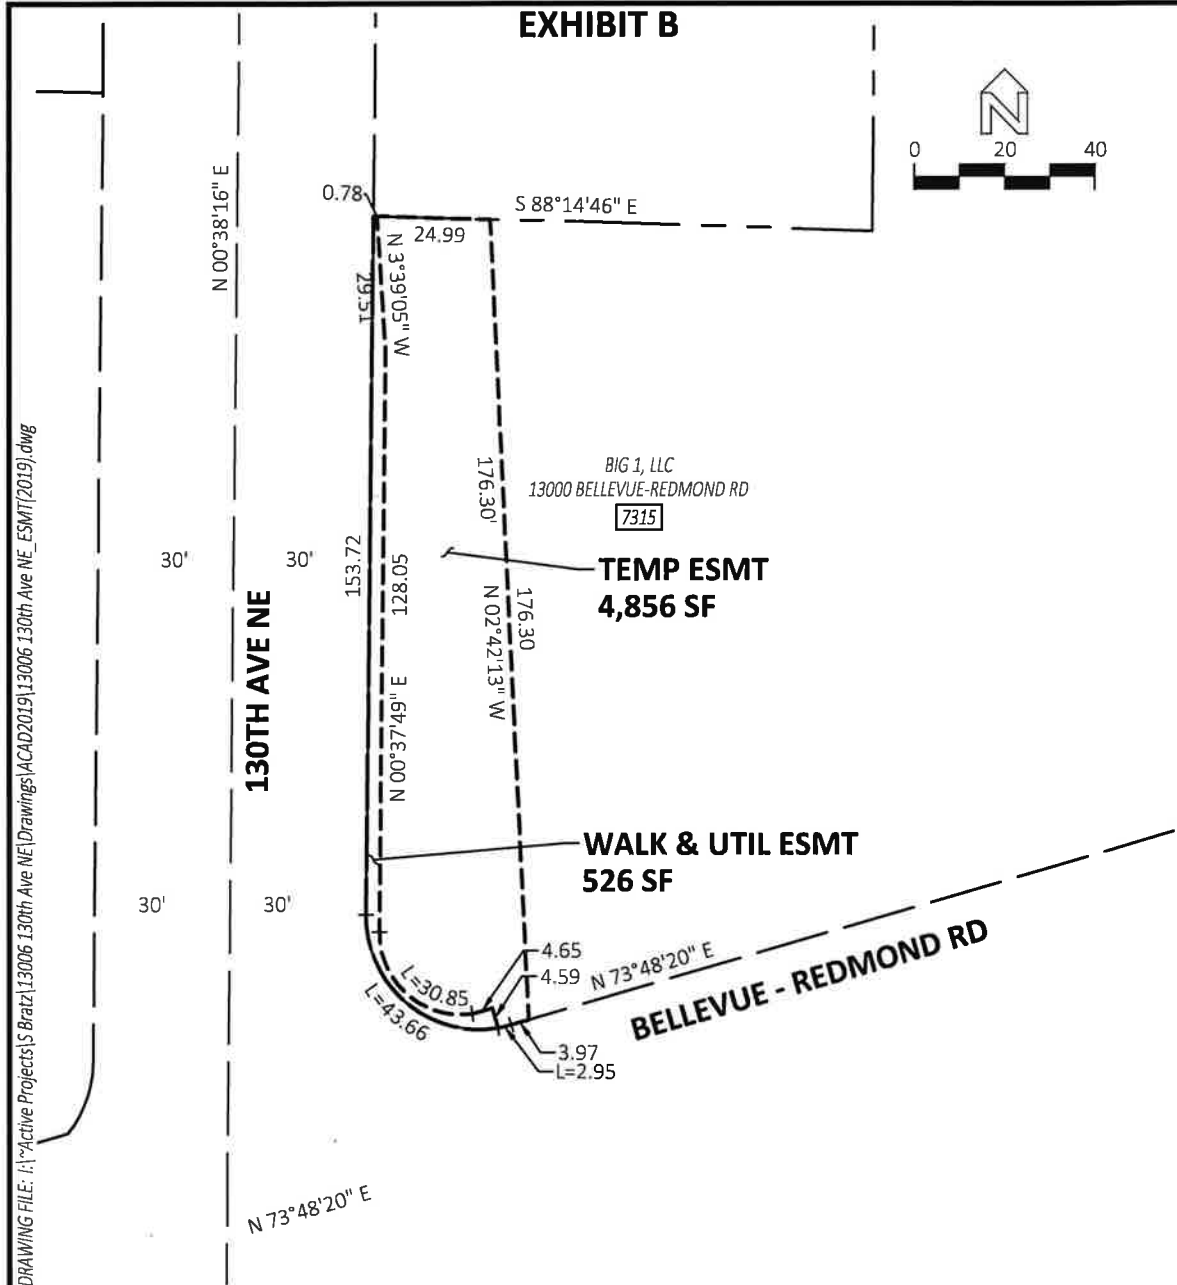 EXHIBIT B
0 20 40
N 00°38'16" E
0.78
24.99
S 88°14'46" E
29.51
N 3°39'05" W
BIG 1, LLC
13000 BELLEVUE-REDMOND RD
7315
176.30'
176.30
N 02°42'13" W
TEMP ESMT
4,856 SF
30'
30'
153.72
128.05
N 00°37'49" E
130TH AVE NE
WALK & UTIL ESMT
526 SF
30'
30'
4.65
4.59
N 73°48'20" E
BELLEVUE - REDMOND RD
L=30.85
L=43.66
3.97
L=2.95
N 73°48'20" E
DRAWING FILE: I:\~Active Projects\S Bratz\13006 130th Ave NE\Drawings\ACAD2019\13006 130th Ave NE_ESMT(2019).dwg